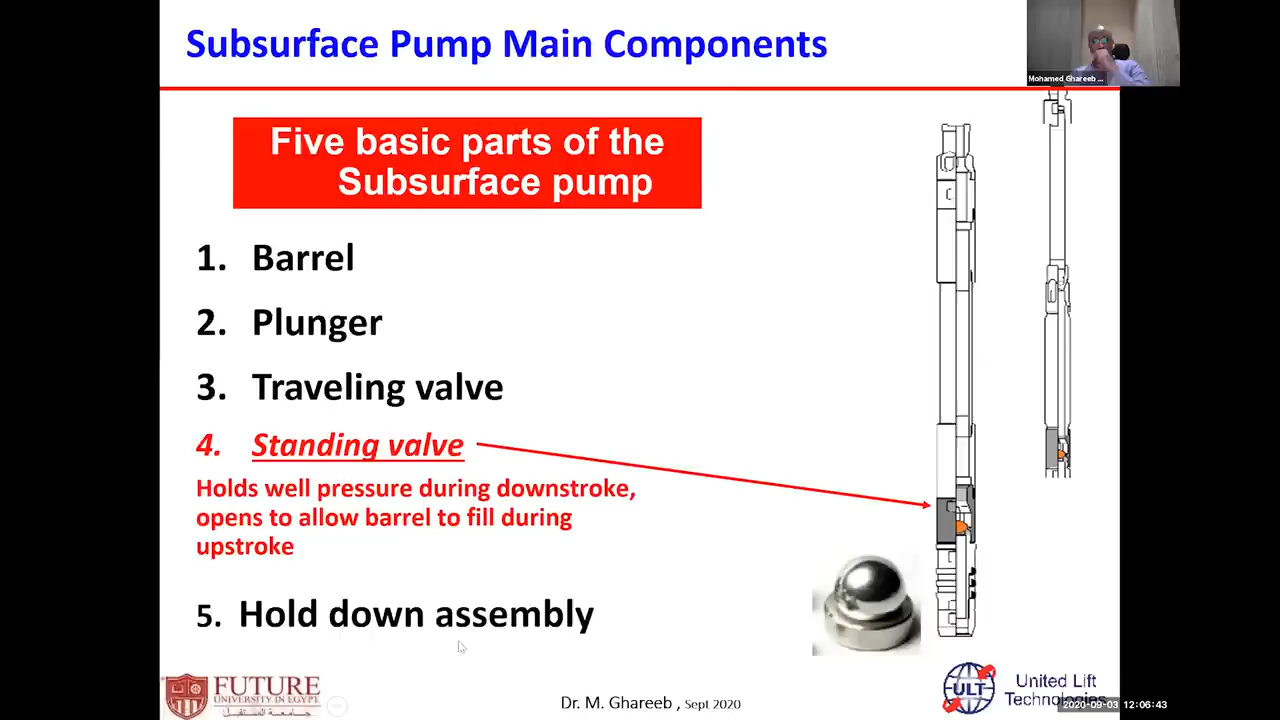 Subsurface Pump Main Components
Mohamed Ghareeb ...
Five basic parts of the
Subsurface pump
1. Barrel
2. Plunger
3. Traveling valve
4. Standing valve
Holds well pressure during downstroke,
opens to allow barrel to fill during
upstroke
5. Hold down assembly
FUTURE
UNIVERSITY IN EGYPT
جامعة المستقبل
Dr. M. Ghareeb , Sept 2020
ULT
United Lift
Technologies
2020-09-03 12:06:43